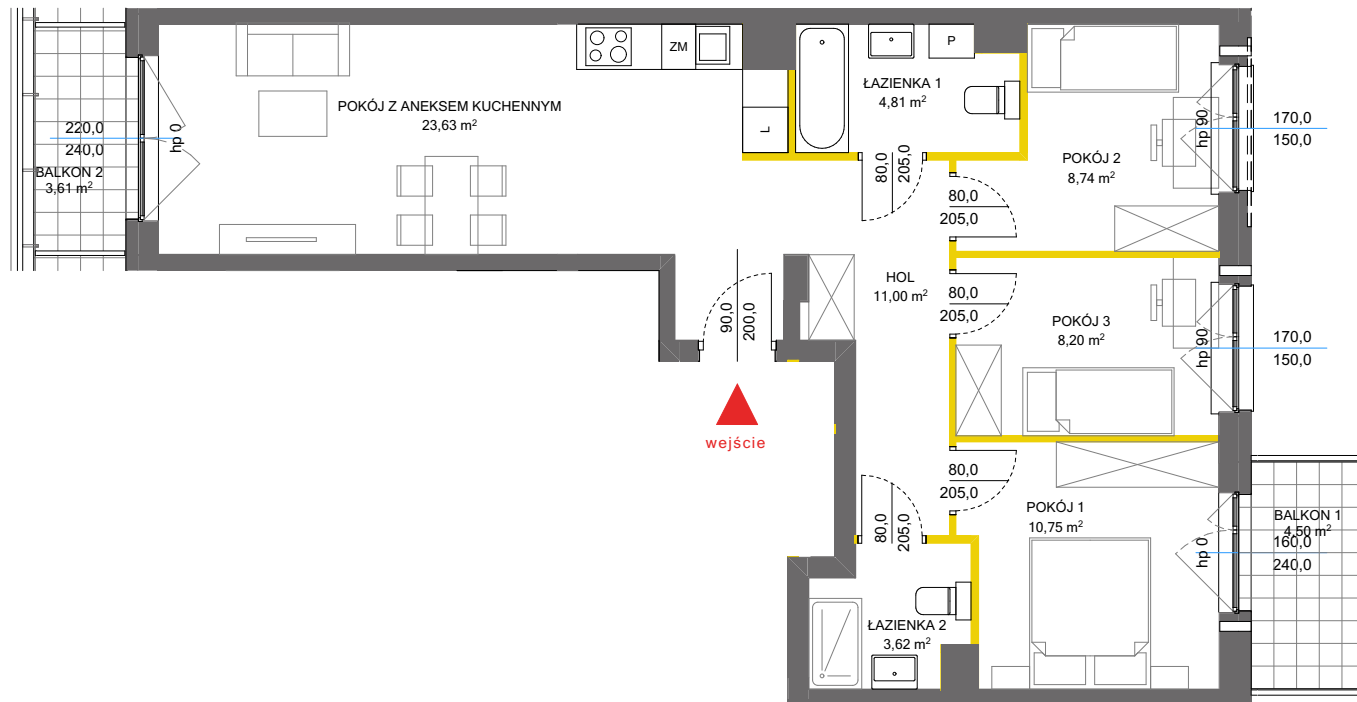 POKÓJ Z ANEKSEM KUCHENNYM
23,63 m²
ZM
L
P
ŁAZIENKA 1
4,81 m²
POKÓJ 2
8,74 m²
hp 90
170,0
150,0
220,0
240,0
hp 0
BALKON 2
3,61 m²
80,0
205,0
80,0
205,0
HOL
11,00 m²
90,0
200,0
80,0
205,0
POKÓJ 3
8,20 m²
hp 90
170,0
150,0
wejście
80,0
205,0
POKÓJ 1
10,75 m²
hp 0
BALKON 1
4,50 m²
160,0
240,0
80,0
205,0
ŁAZIENKA 2
3,62 m²